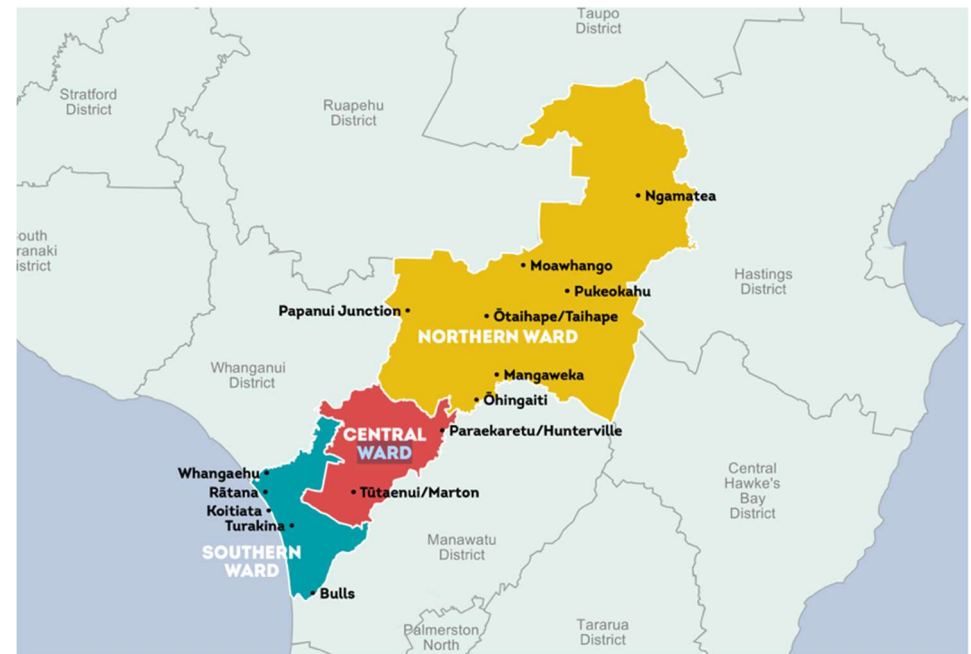 Taupo
District
Stratford
District
Ruapehu
District
Ngamatea
outh
ranaki
istrict
Moawhango
Hastings
District
Pukeokahu
Papanui Junction
Ōtaihape/Taihape
NORTHERN WARD
Whanganui
District
Mangaweka
Ōhingaiti
CENTRAL
WARD
Paraekaretu/Hunterville
Whangaehu
Rātana
Tūtaenui/Marton
Koitiata
Turakina
Central
Hawke's
Bay
District
SOUTHERN
WARD
Manawatu
District
Bulls
Palmerston
North
Tararua
District